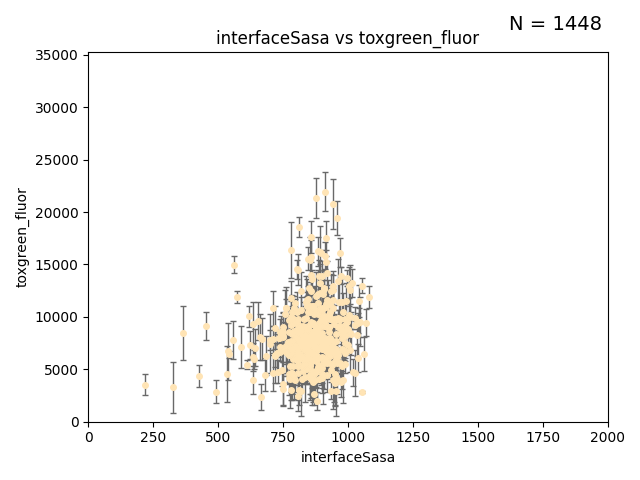 N = 1448
interfaceSasa vs toxgreen_fluor
35000
30000
25000
20000
15000
10000
5000
0
toxgreen_fluor
0 250 500 750 1000 1250 1500 1750 2000
interfaceSasa